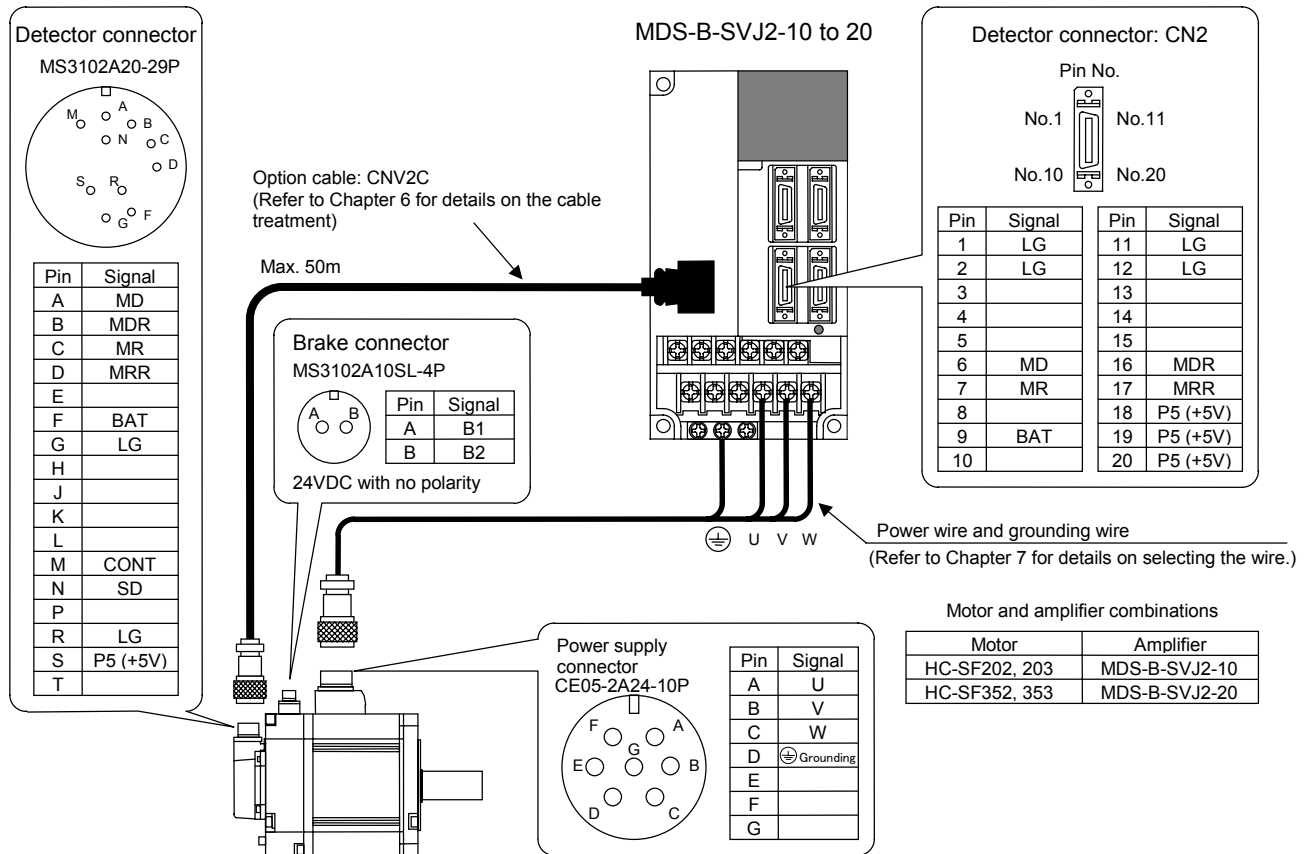 Detector connector
MS3102A20-29P
M
A
B
N
C
D
S
R
G
F
Pin Signal
A MD
B MDR
C MR
D MRR
E
F BAT
G LG
H
J
K
L
M CONT
N SD
P
R LG
S P5 (+5V)
T
Option cable: CNV2C
(Refer to Chapter 6 for details on the cable
treatment)
Max. 50m
Brake connector
MS3102A10SL-4P
A B
Pin Signal
A B1
B B2
24VDC with no polarity
MDS-B-SVJ2-10 to 20
U V W
Detector connector: CN2
Pin No.
No.1 No.11
No.10 No.20
Pin Signal Pin Signal
1 LG 11 LG
2 LG 12 LG
3 13
4 14
5 15
6 MD 16 MDR
7 MR 17 MRR
8 18 P5 (+5V)
9 BAT 19 P5 (+5V)
10 20 P5 (+5V)
Power wire and grounding wire
(Refer to Chapter 7 for details on selecting the wire.)
Power supply
connector
CE05-2A24-10P
F A
G
E B
D C
Pin Signal
A U
B V
C W
D Grounding
E
F
G
Motor and amplifier combinations
Motor Amplifier
HC-SF202, 203 MDS-B-SVJ2-10
HC-SF352, 353 MDS-B-SVJ2-20